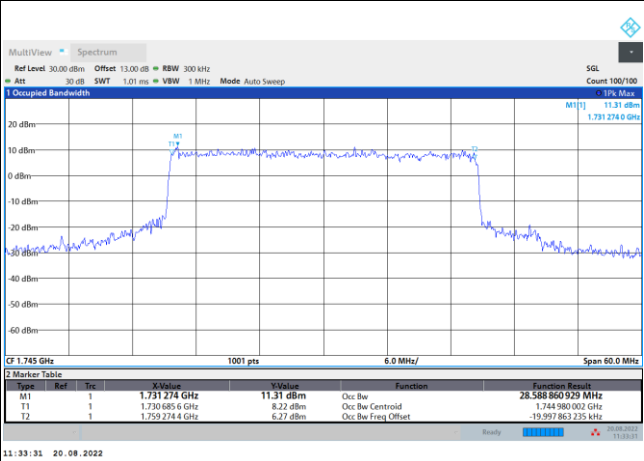 MultiView Spectrum
Ref Level 30.00 dBm Offset 13.00 dB RBW 300 kHz SGL
Att 30 dB SWT 1.01 ms VBW 1 MHz Mode Auto Sweep Count 100/100
1 Occupied Bandwidth 1Pk Max
M1[1] 11.31 dBm
1.731 274 0 GHz
20 dBm
M1
T1 T2
10 dBm
0 dBm
-10 dBm
-20 dBm
-30 dBm
-40 dBm
-50 dBm
-60 dBm
CF 1.745 GHz 1001 pts 6.0 MHz/ Span 60.0 MHz
2 Marker Table
Type Ref Trc X-Value Y-Value Function Function Result
M1 1 1.731 274 GHz 11.31 dBm Occ Bw 28.588 860 929 MHz
T1 1 1.730 685 6 GHz 8.22 dBm Occ Bw Centroid 1.744 980 002 GHz
T2 1 1.759 274 4 GHz 6.27 dBm Occ Bw Freq Offset -19.997 863 235 kHz
Ready 20.08.2022
11:33:31
11:33:31 20.08.2022